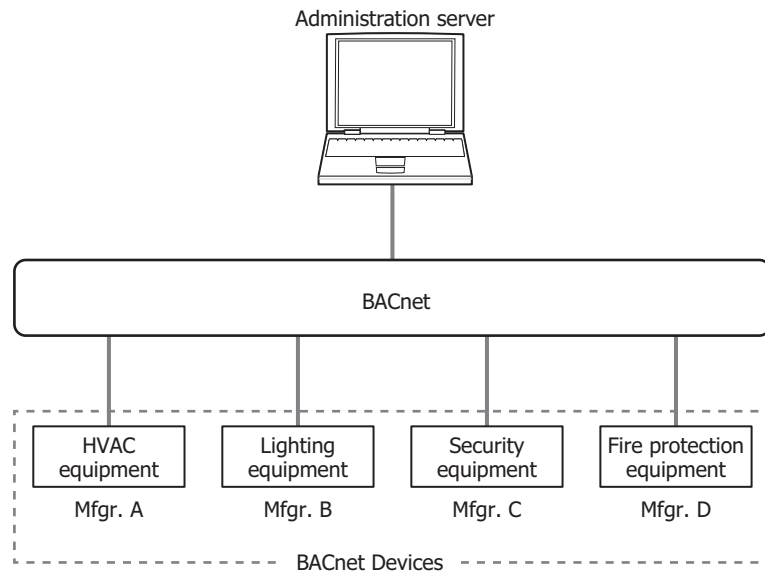 Administration server
BACnet
HVAC
equipment
Lighting
equipment
Security
equipment
Fire protection
equipment
Mfgr. A
Mfgr. B
Mfgr. C
Mfgr. D
BACnet Devices